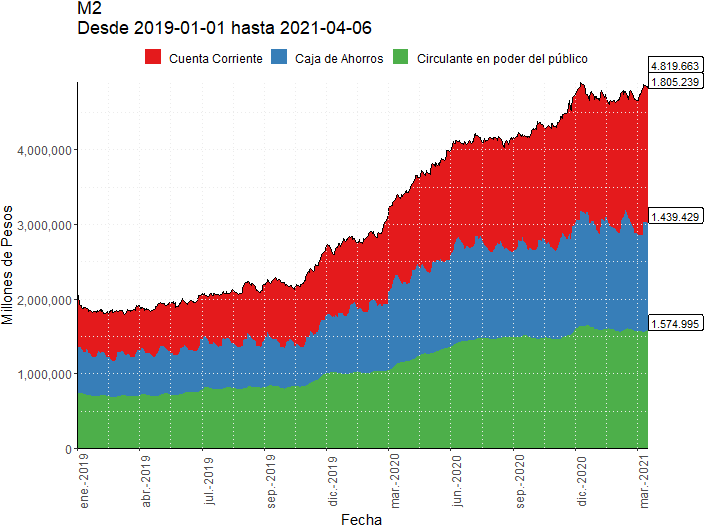 M2
Desde 2019-01-01 hasta 2021-04-06
Cuenta Corriente
Caja de Ahorros
Circulante en poder del público
4.819.663
1.805.239
1.439.429
1.574.995
Millones de Pesos
4,000,000
3,000,000
2,000,000
1,000,000
0
ene.-2019
abr.-2019
jul.-2019
sep.-2019
dic.-2019
mar.-2020
jun.-2020
sep.-2020
dic.-2020
mar.-2021
Fecha